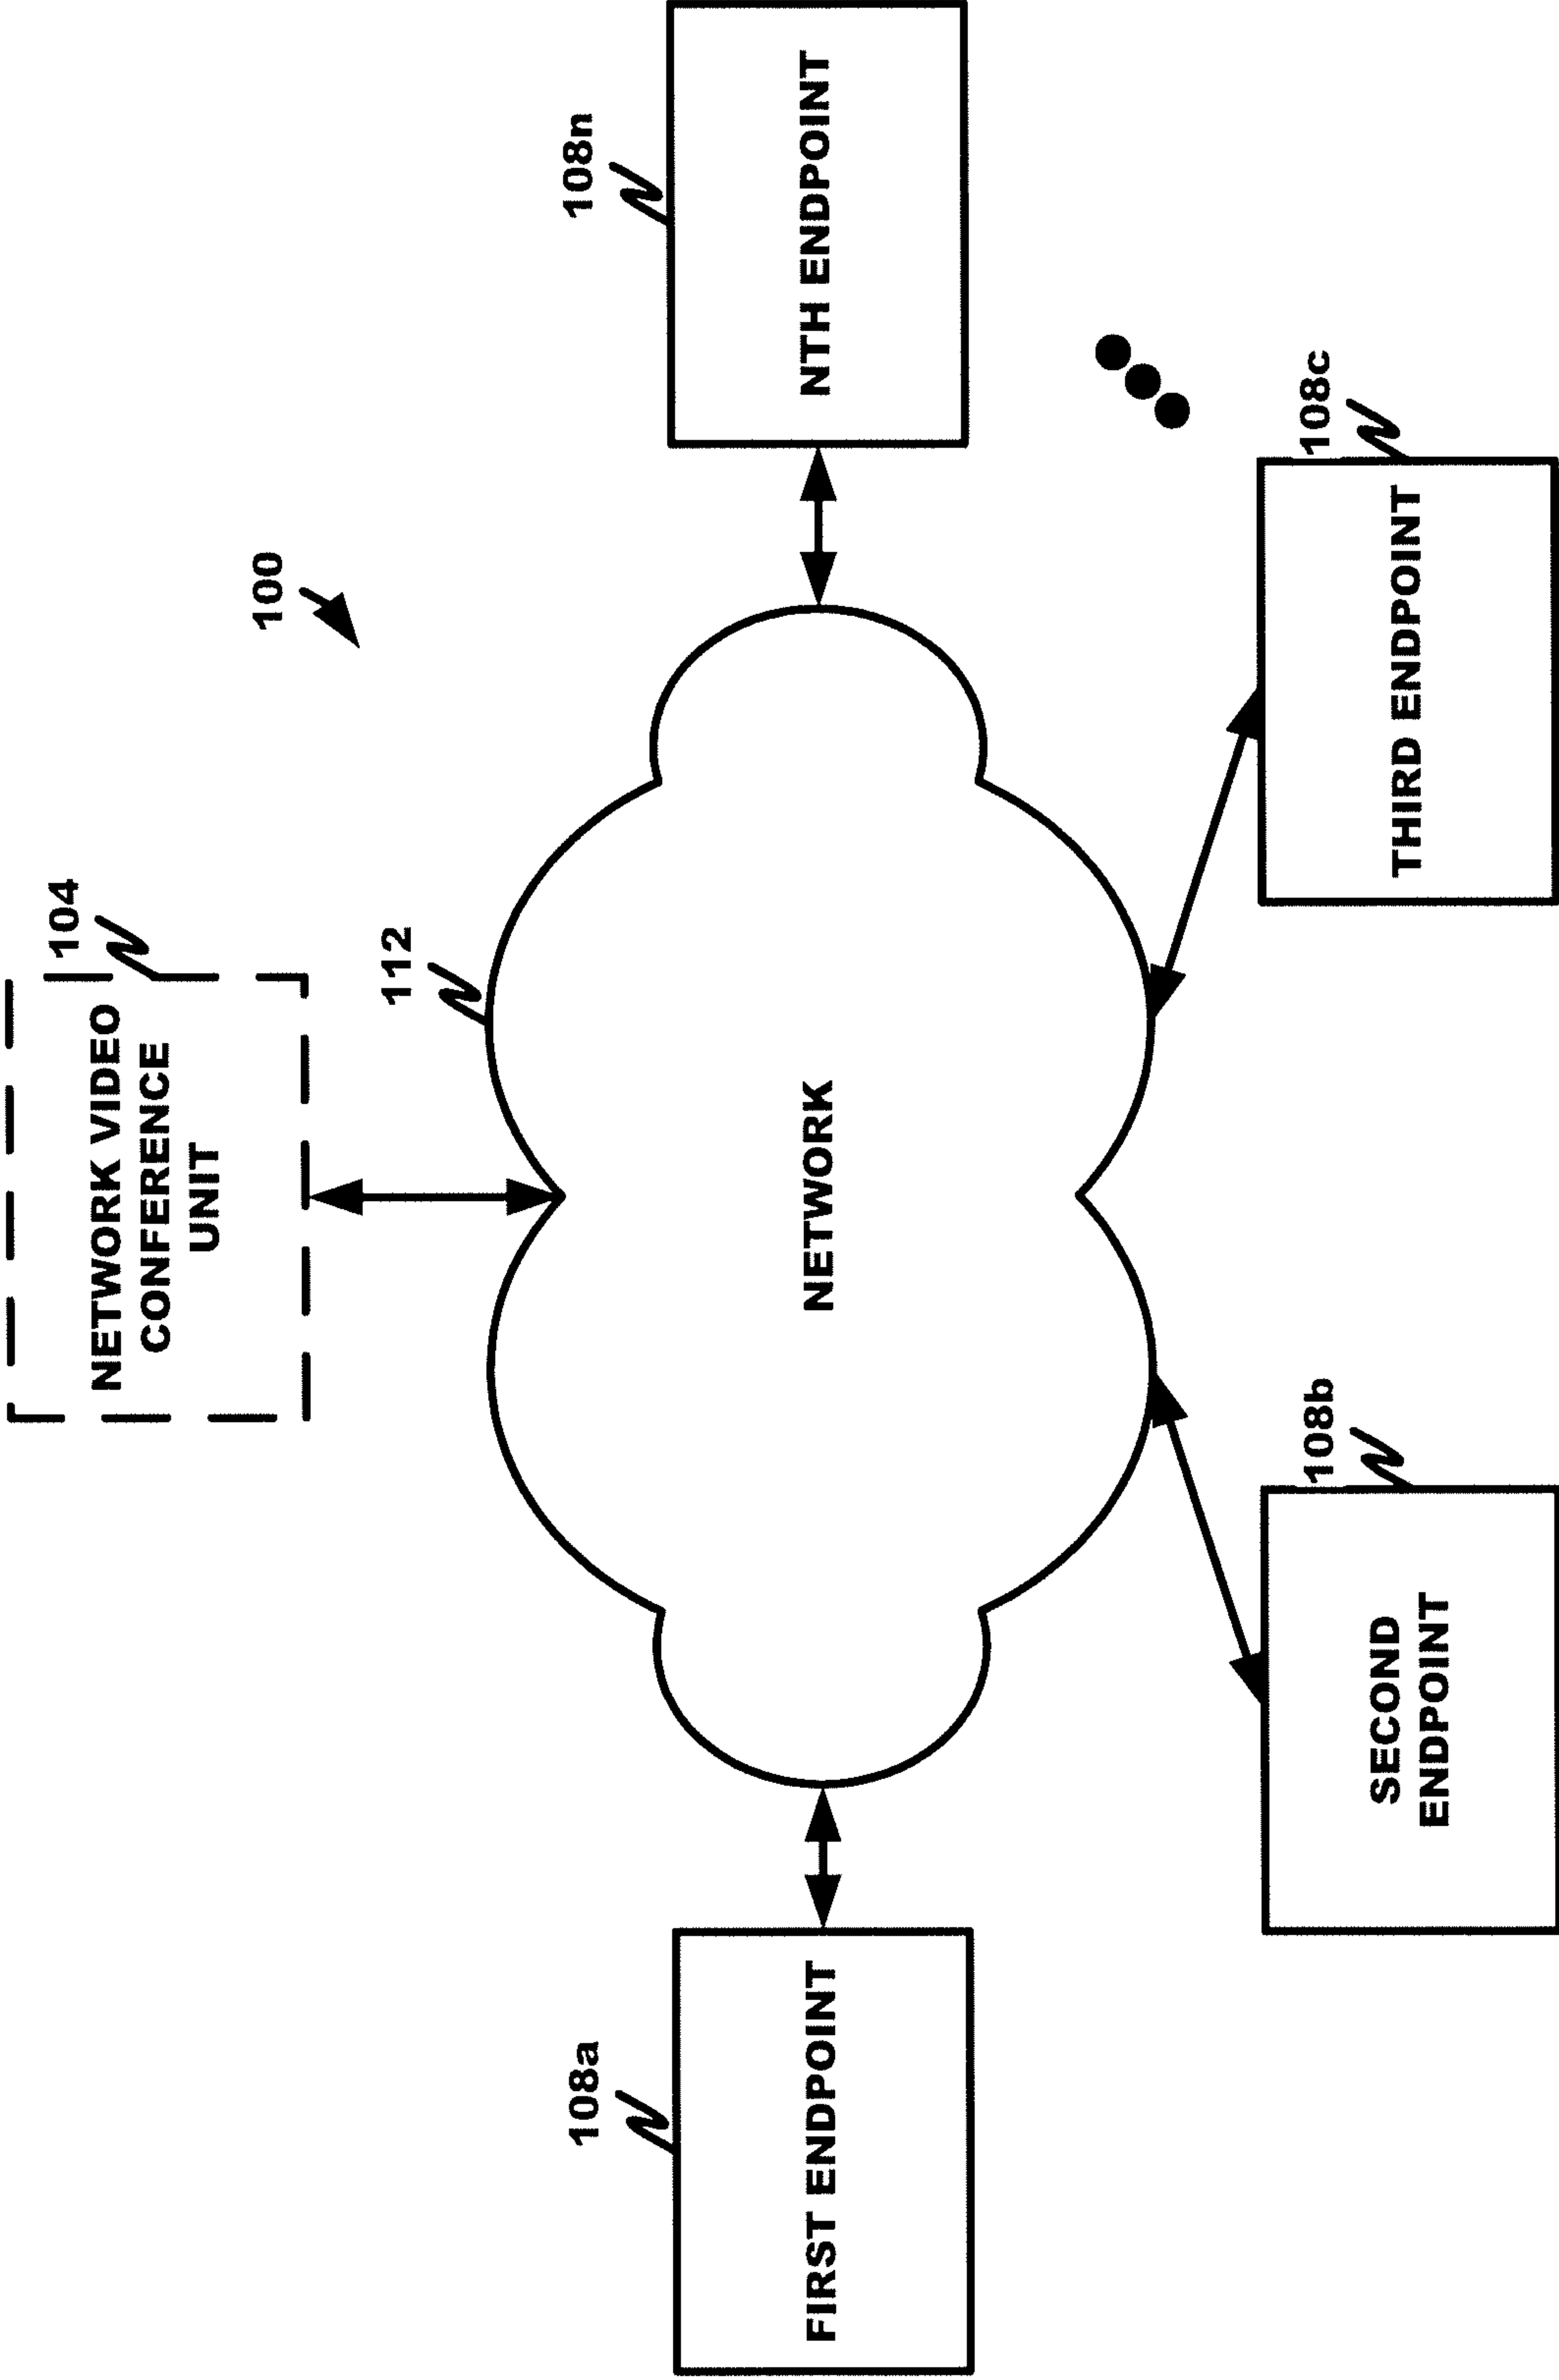 104
NETWORK VIDEO
CONFERENCE
UNIT
100
112
108a
FIRST ENDPOINT
NETWORK
108n
NTH ENDPOINT
108b
SECOND
ENDPOINT
108c
THIRD ENDPOINT